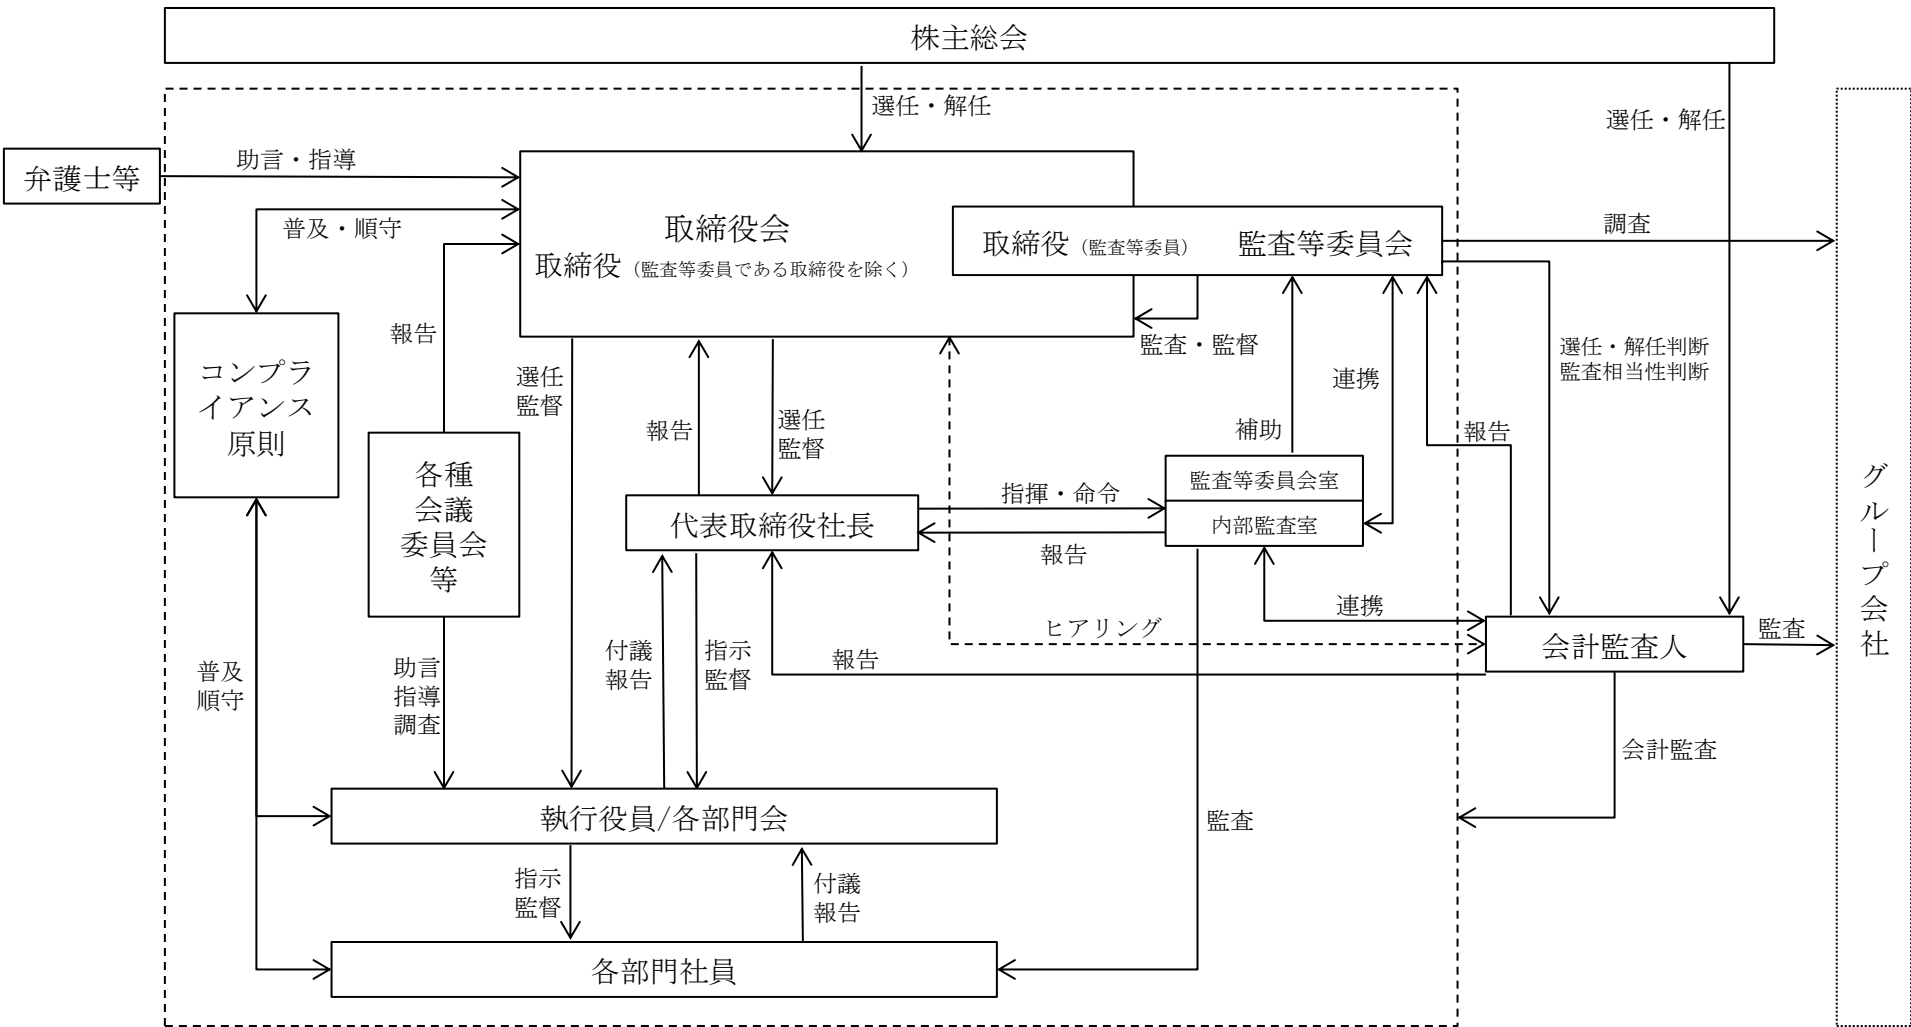 株主総会
選任・解任
選任・解任
弁護士等
助言・指導
普及・順守
取締役会
取締役（監査等委員である取締役を除く）
取締役（監査等委員）
監査等委員会
調査
監査・監督
報告
コンプラ
イアンス
原則
選任
監督
報告
選任
監督
補助
連携
選任・解任判断
監査相当性判断
報告
各種
会議
委員会
等
監査等委員会室
内部監査室
代表取締役社長
指揮・命令
報告
グループ会社
連携
ヒアリング
会計監査人
監査
報告
付議
報告
指示
監督
普及
順守
助言
指導
調査
会計監査
執行役員/各部門会
監査
指示
監督
付議
報告
各部門社員